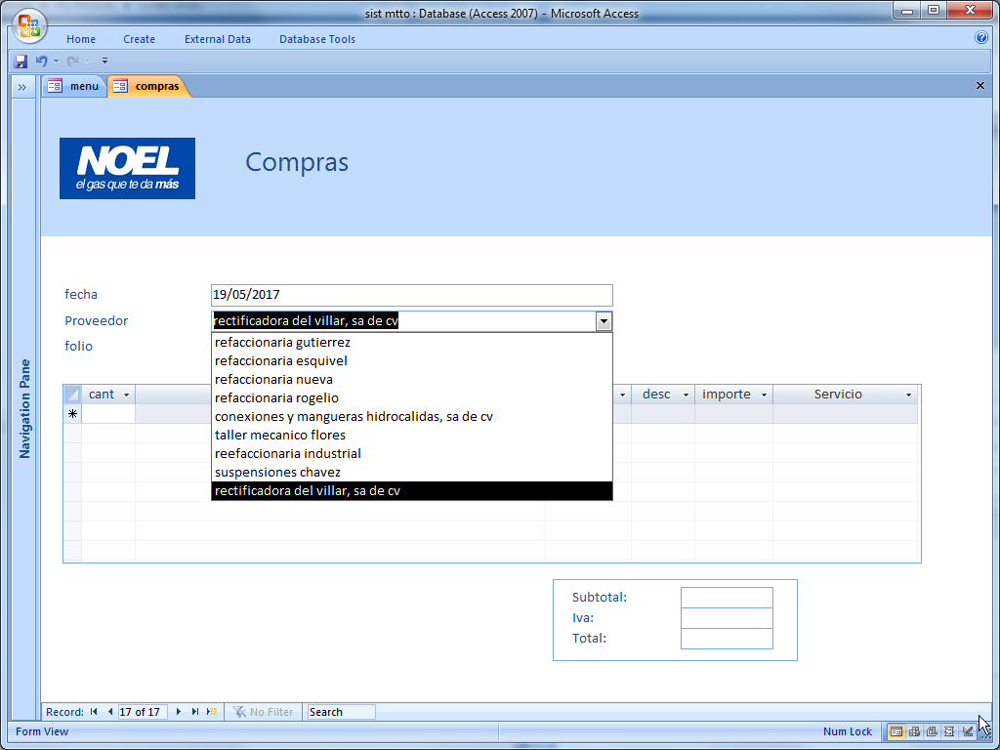 sist mtto : Database (Access 2007) - Microsoft Access
Home Create External Data Database Tools
menu compras
NOEL
el gas que te da más
Compras
fecha 19/05/2017
Proveedor rectificadora del villar, sa de cv
folio
refaccionaria gutierrez
refaccionaria esquivel
refaccionaria nueva
refaccionaria rogelio
conexiones y mangueras hidrocalidas, sa de cv
taller mecanico flores
reefaccionaria industrial
suspensiones chavez
rectificadora del villar, sa de cv
cant desc importe Servicio
Navigation Pane
Subtotal:
Iva:
Total:
Record: 17 of 17 No Filter Search
Form View Num Lock